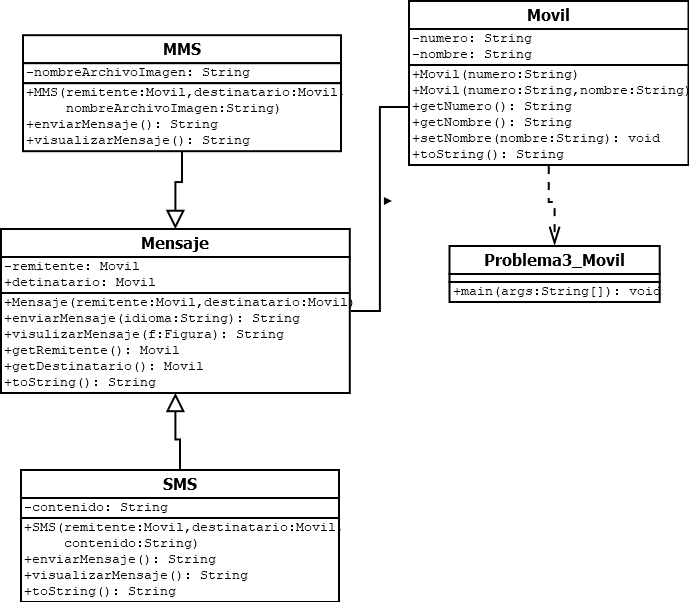 MMS
-nombreArchivoImagen: String
+MMS(remitente:Movil,destinatario:Movil,
nombreArchivoImagen:String)
+enviarMensaje(): String
+visualizarMensaje(): String
Movil
-numero: String
-nombre: String
+Movil(numero:String)
+Movil(numero:String,nombre:String)
+getNumero(): String
+getNombre(): String
+setNombre(nombre:String): void
+toString(): String
Mensaje
-remitente: Movil
+detinatario: Movil
+Mensaje(remitente:Movil,destinatario:Movil)
+enviarMensaje(idioma:String): String
+visulizarMensaje(f:Figura): String
+getRemitente(): Movil
+getDestinatario(): Movil
+toString(): String
Problema3_Movil
+main(args:String[]): void
SMS
-contenido: String
+SMS(remitente:Movil,destinatario:Movil,
contenido:String)
+enviarMensaje(): String
+visualizarMensaje(): String
+toString(): String